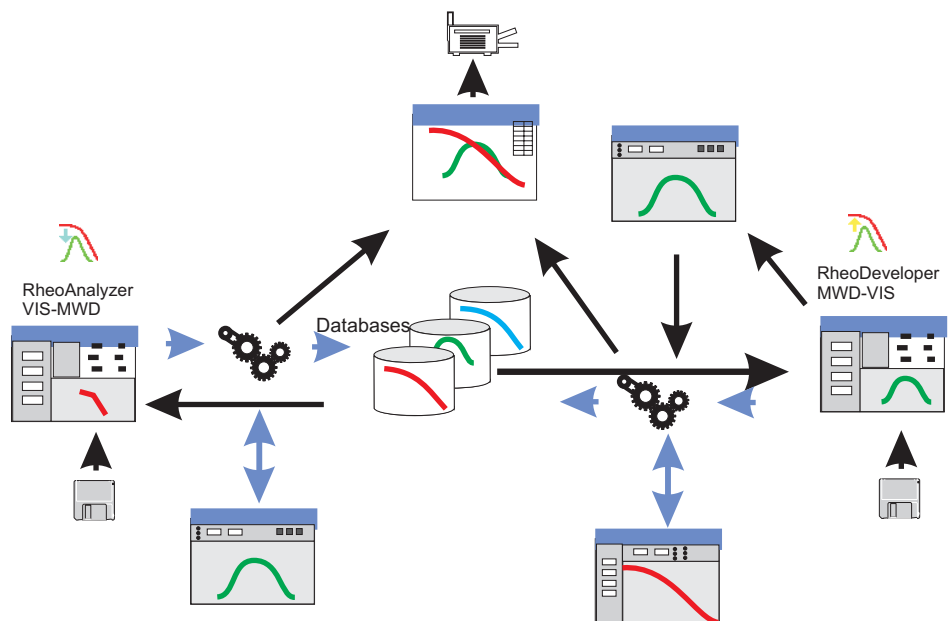 RheoAnalyzer
VIS-MWD
Databases
RheoDeveloper
MWD-VIS